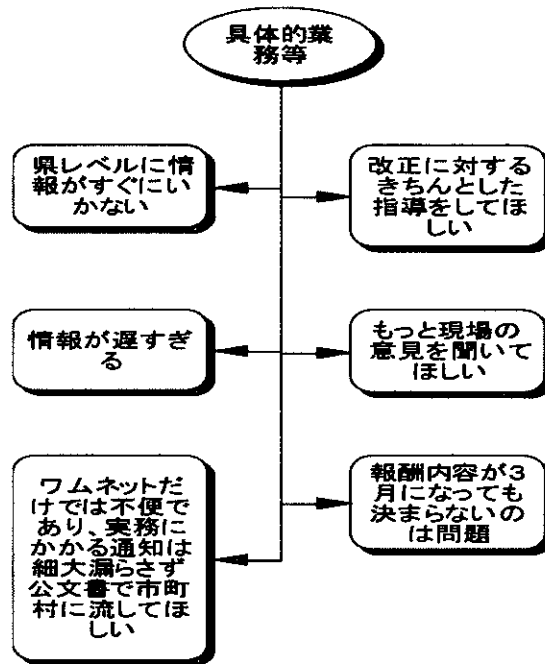 具体的業
務等
県レベルに情
報がすぐにい
かない
改正に対する
きちんとした
指導をしてほ
しい
情報が遅すぎ
る
もっと現場の
意見を聞いて
ほしい
ワムネットだ
けでは不便で
あり、実務に
かかる通知は
細大漏らさず
公文書で市町
村に流してほ
しい
報酬内容が３
月になっても
決まらないの
は問題